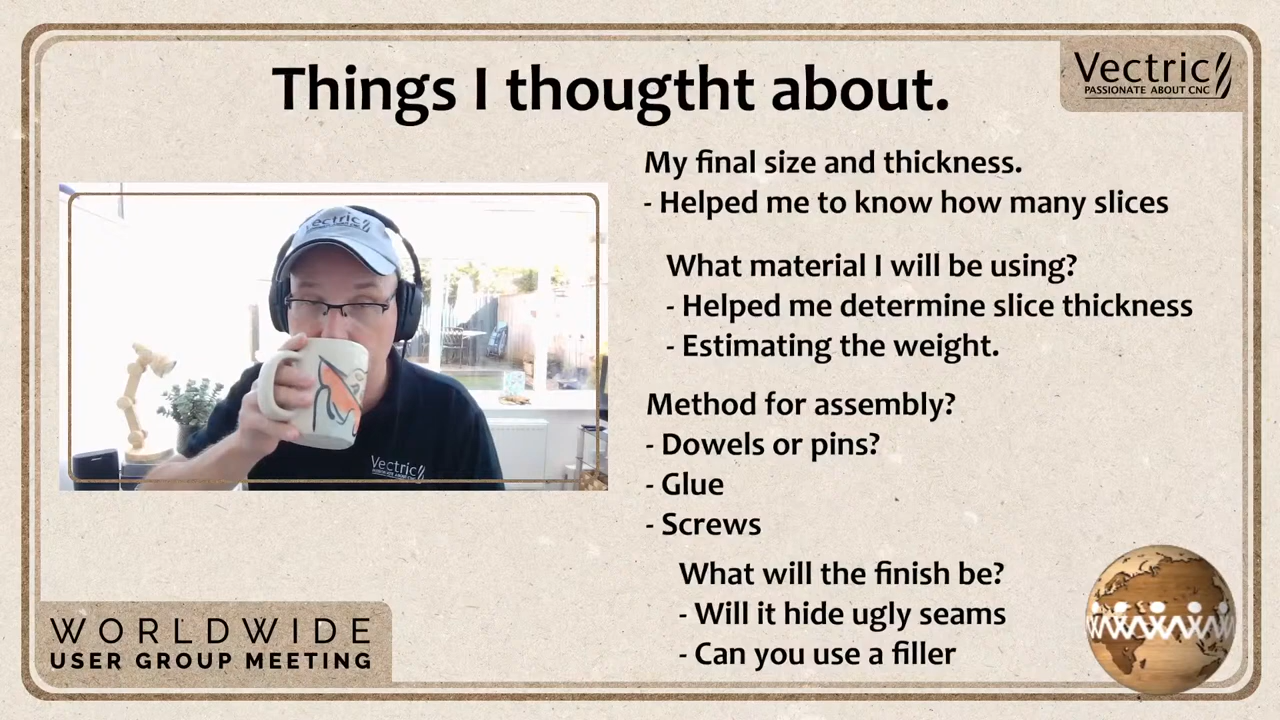 Things I thougtht about.
Vectric
PASSIONATE ABOUT CNC
My final size and thickness.
- Helped me to know how many slices
What material I will be using?
- Helped me determine slice thickness
- Estimating the weight.
Method for assembly?
- Dowels or pins?
- Glue
- Screws
What will the finish be?
- Will it hide ugly seams
- Can you use a filler
Vectric
Vectric
WORLDWIDE
USER GROUP MEETING